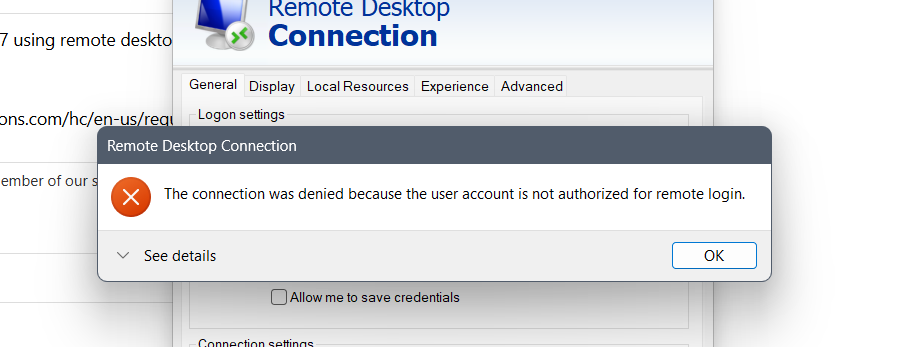 Remote Desktop
Connection
7 using remote deskto
General Display Local Resources Experience Advanced
Logon settings
ons.com/hc/en-us/requ
Remote Desktop Connection
ember of our s
The connection was denied because the user account is not authorized for remote login.
See details
OK
Allow me to save credentials
Connection settings